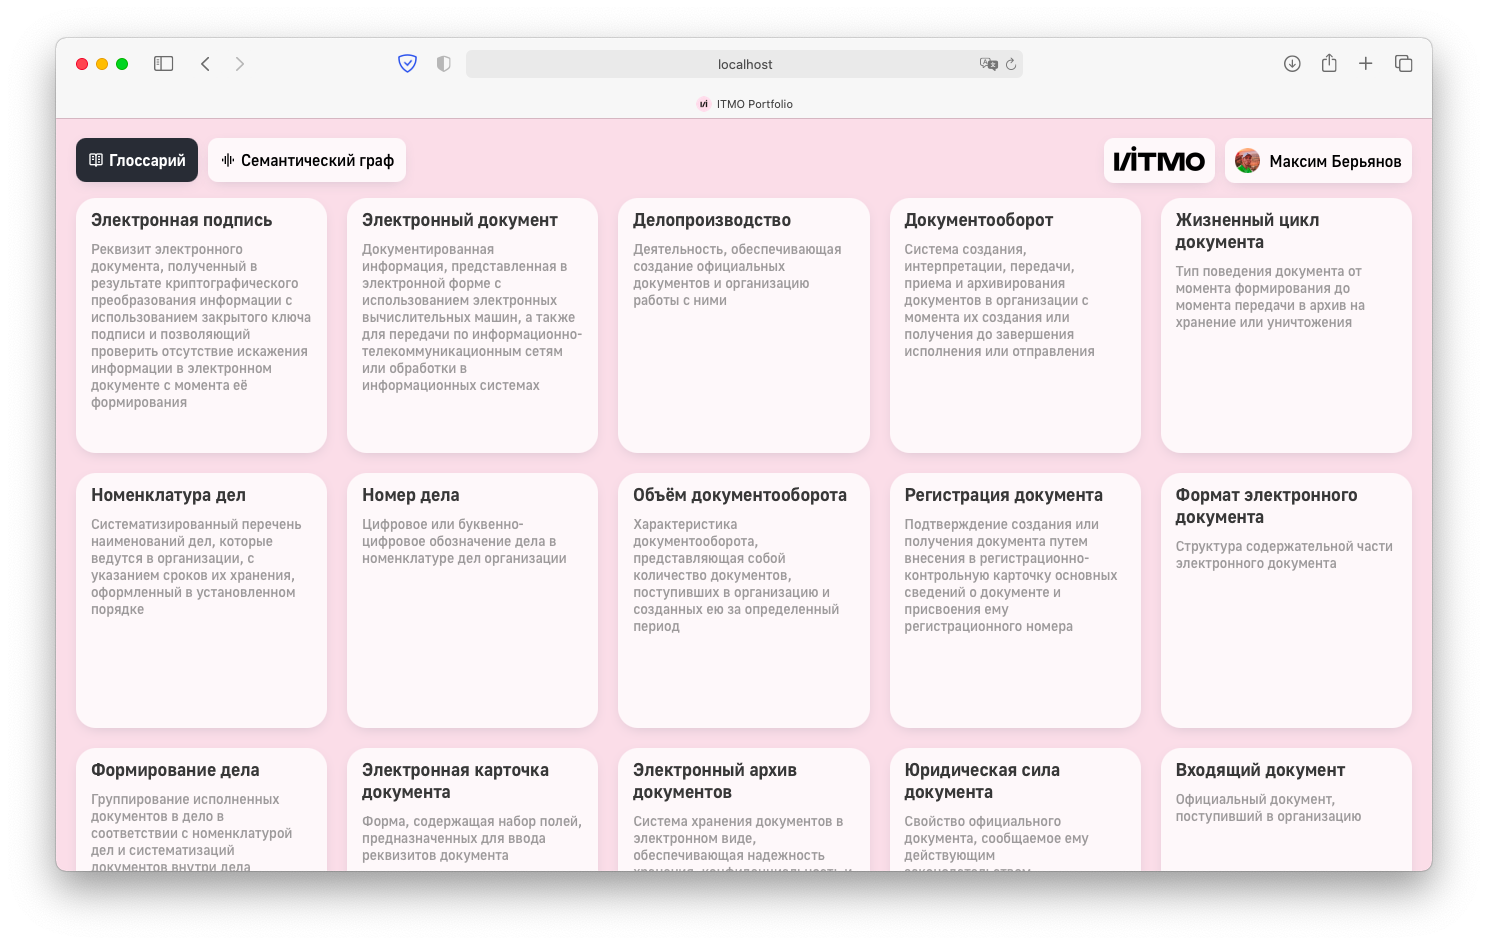 localhost
ITMO Portfolio
Глоссарий
Семантический граф
ITMO
Максим Берьянов
Электронная подпись
Реквизит электронного
документа, полученный в
результате криптографического
преобразования информации с
использованием закрытого ключа
подписи и позволяющий
проверить отсутствие искажения
информации в электронном
документе с момента её
формирования
Электронный документ
Документированная
информация, представленная в
электронной форме с
использованием электронных
вычислительных машин, а также
для передачи по информационно-
телекоммуникационным сетям
или обработки в
информационных системах
Делопроизводство
Деятельность, обеспечивающая
создание официальных
документов и организацию
работы с ними
Документооборот
Система создания,
интерпретации, передачи,
приема и архивирования
документов в организации с
момента их создания или
получения до завершения
исполнения или отправления
Жизненный цикл
документа
Тип поведения документа от
момента формирования до
момента передачи в архив на
хранение или уничтожения
Номенклатура дел
Систематизированный перечень
наименований дел, которые
ведутся в организации, с
указанием сроков их хранения,
оформленный в установленном
порядке
Номер дела
Цифровое или буквенно-
цифровое обозначение дела в
номенклатуре дел организации
Объём документооборота
Характеристика
документооборота,
представляющая собой
количество документов,
поступивших в организацию и
созданных ею за определенный
период
Регистрация документа
Подтверждение создания или
получения документа путем
внесения в регистрационно-
контрольную карточку основных
сведений о документе и
присвоения ему
регистрационного номера
Формат электронного
документа
Структура содержательной части
электронного документа
Формирование дела
Группирование исполненных
документов в дело в
соответствии с номенклатурой
дел и систематизаций
документов внутри дела
Электронная карточка
документа
Форма, содержащая набор полей,
предназначенных для ввода
реквизитов документа
Электронный архив
документов
Система хранения документов в
электронном виде,
обеспечивающая надежность
хранения, конфиденциальность и
Юридическая сила
документа
Свойство официального
документа, сообщаемое ему
действующим
законодательством
Входящий документ
Официальный документ,
поступивший в организацию